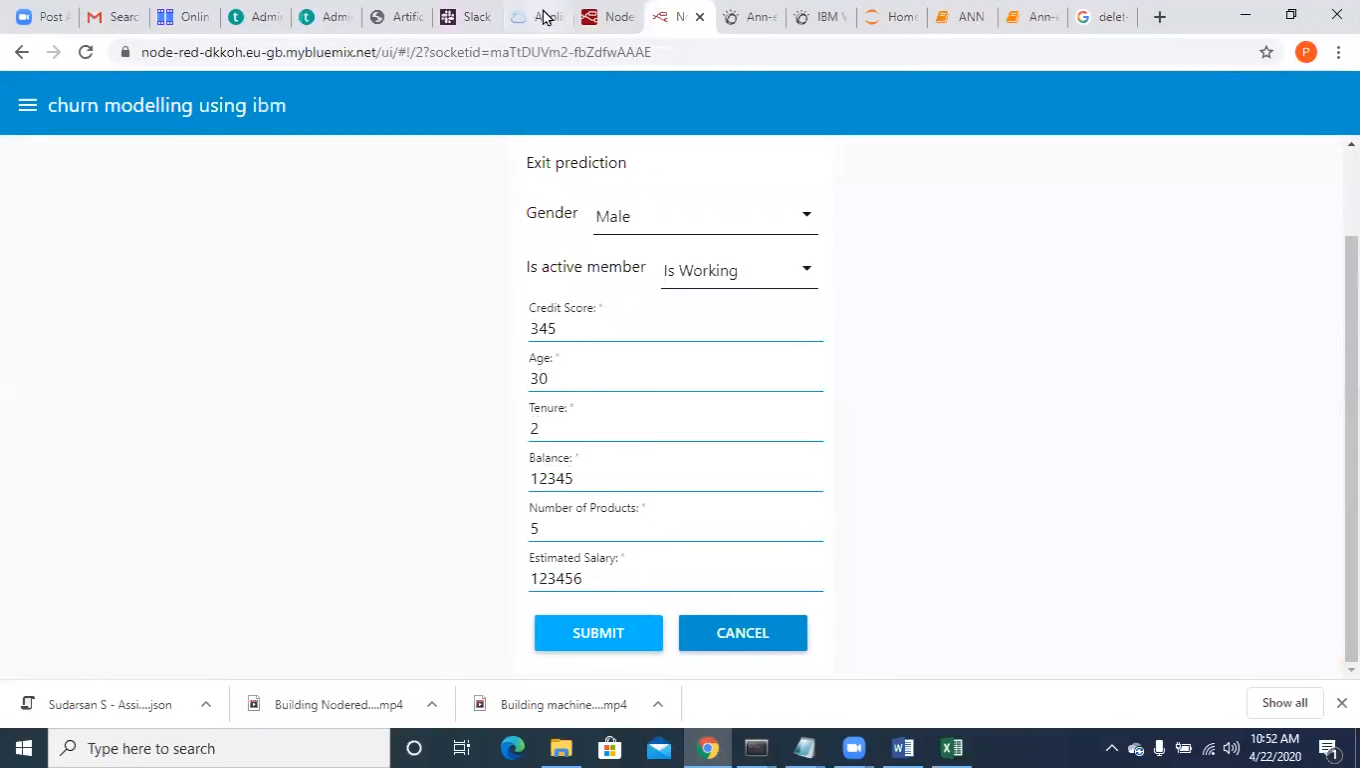 Post Searc Onlin Admi Admi Artific Slack Node N Ann-e IBM Home ANN Ann-e delet-
node-red-dkkoh.eu-gb.mybluemix.net/ui/#!/2?socketid=maTtDUVm2-fbZdfwAAAE P
churn modelling using ibm
Exit prediction
Gender Male
Is active member Is Working
Credit Score: *
345
Age: *
30
Tenure: *
2
Balance: *
12345
Number of Products: *
5
Estimated Salary: *
123456
SUBMIT CANCEL
Sudarsan S - Assi....json Building Nodered....mp4 Building machine....mp4 Show all
Type here to search
10:52 AM
4/22/2020
1